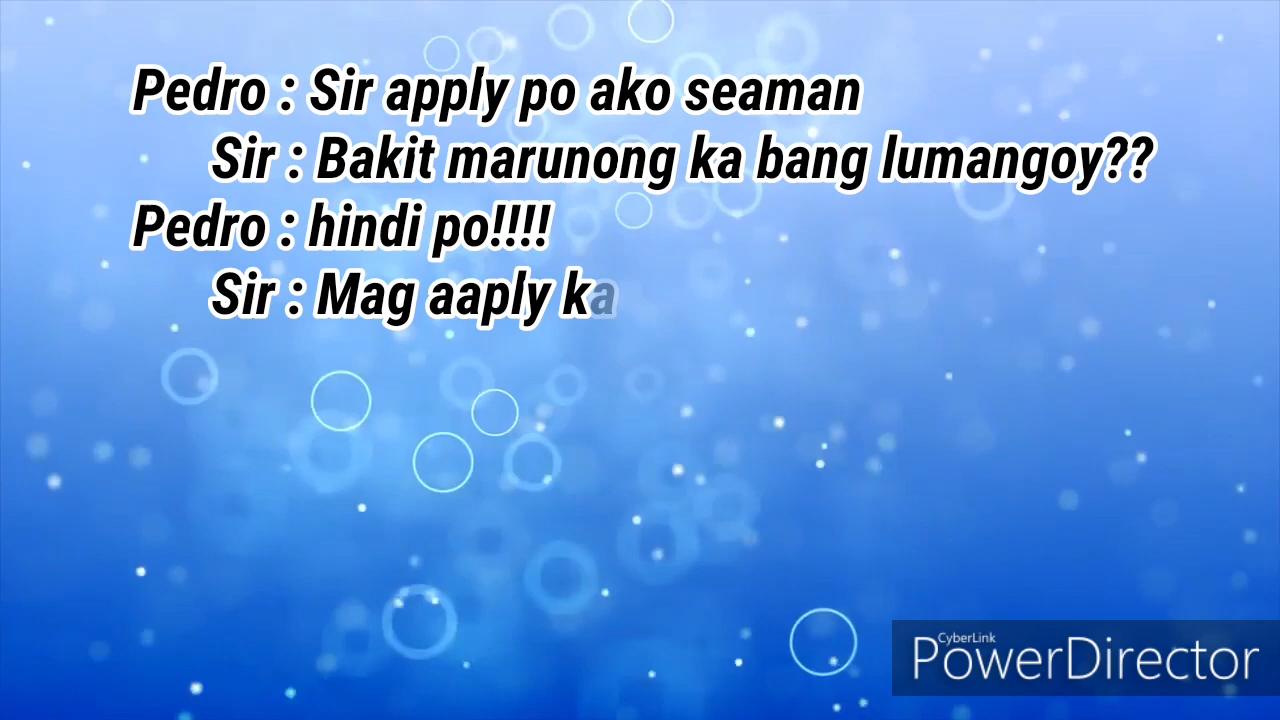 Pedro : Sir apply po ako seaman
Sir : Bakit marunong ka bang lumangoy??
Pedro : hindi po!!!!
Sir : Mag aaply ka
CyberLink
PowerDirector